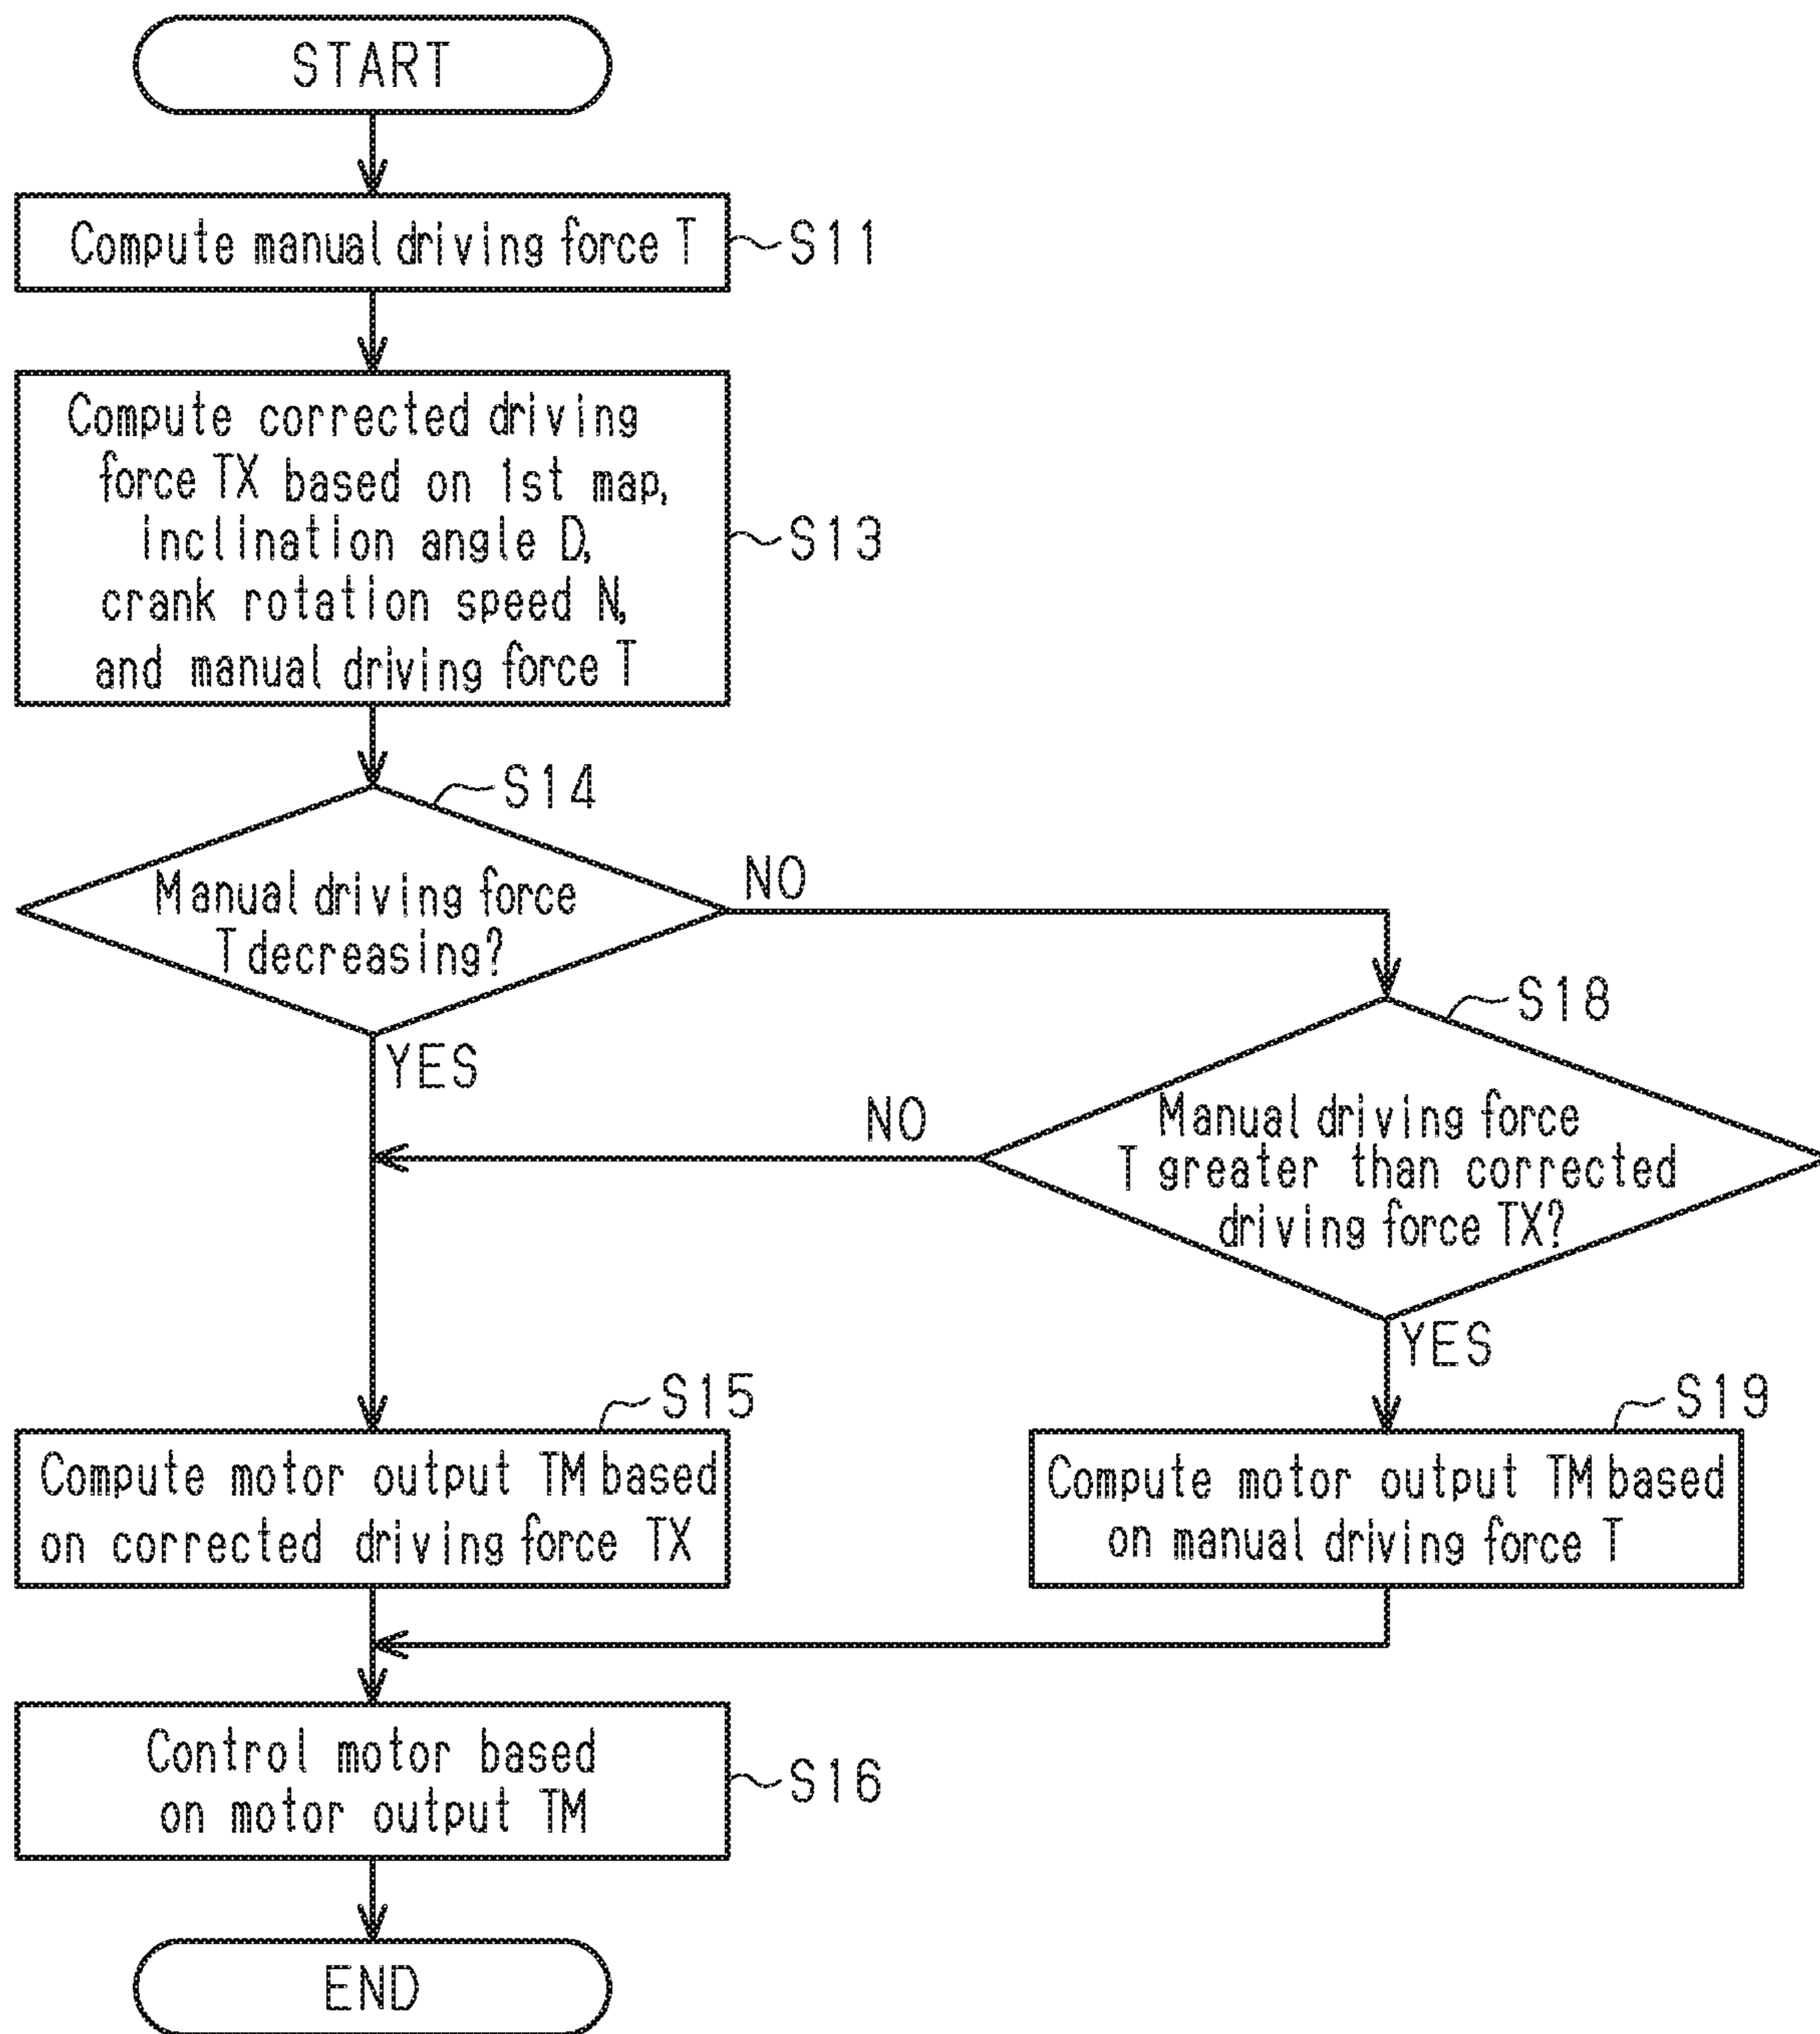 START
Compute manual driving force T
S11
Compute corrected driving
force TX based on 1st map,
inclination angle D,
crank rotation speed N,
and manual driving force T
S13
S14
Manual driving force
T decreasing?
NO
YES
S18
Manual driving force
T greater than corrected
driving force TX?
NO
YES
S15
Compute motor output TM based
on corrected driving force TX
S19
Compute motor output TM based
on manual driving force T
Control motor based
on motor output TM
S16
END